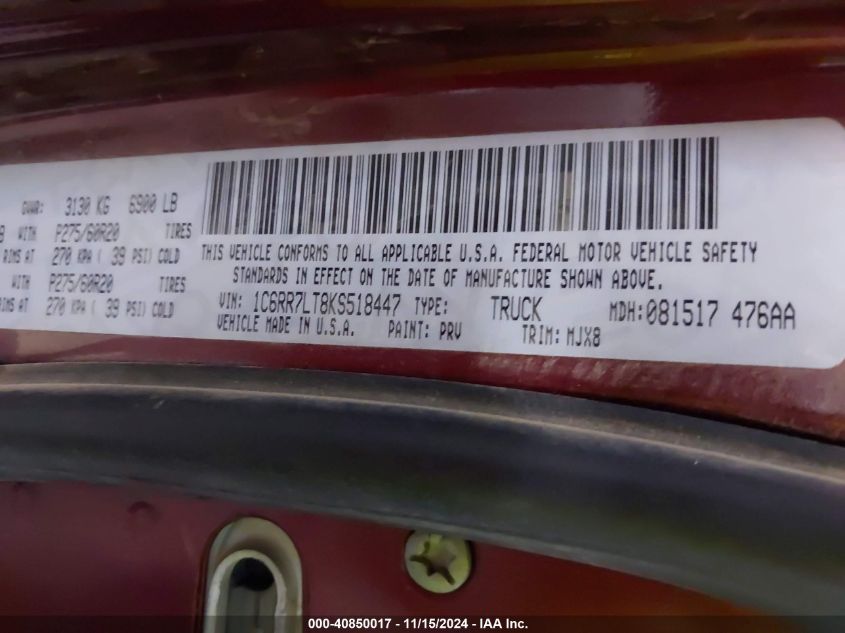 GVWR: 3130 KG 6900 LB
WITH P275/60R20 TIRES
RIMS AT 270 KPA ( 39 PSI) COLD
WITH P275/60R20 TIRES
RIMS AT 270 KPA ( 39 PSI) COLD
THIS VEHICLE CONFORMS TO ALL APPLICABLE U.S.A. FEDERAL MOTOR VEHICLE SAFETY
STANDARDS IN EFFECT ON THE DATE OF MANUFACTURE SHOWN ABOVE.
VIN: 1C6RR7LT8KS518447 TYPE: TRUCK MDH:081517 476AA
VEHICLE MADE IN U.S.A. PAINT: PRV TRIM: MJX8
000-40850017 - 11/15/2024 - IAA Inc.